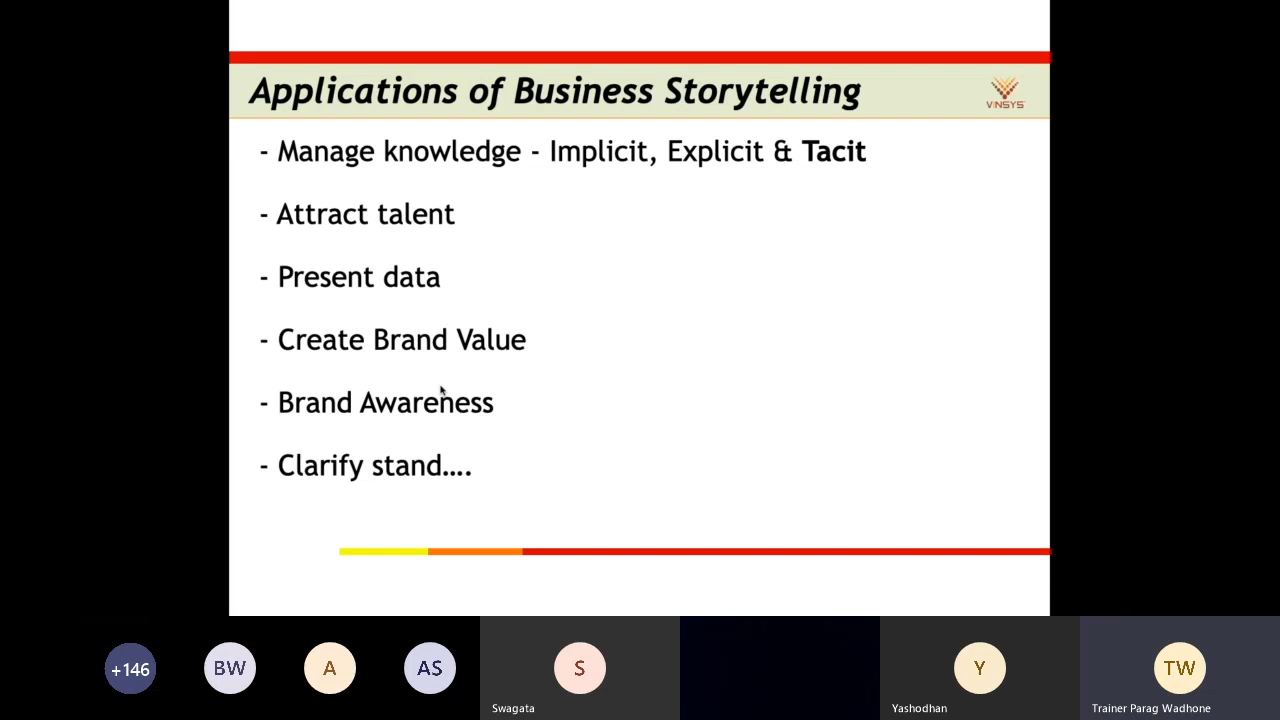 Applications of Business Storytelling
VINSYS
- Manage knowledge - Implicit, Explicit & Tacit
- Attract talent
- Present data
- Create Brand Value
- Brand Awareness
- Clarify stand....
+146
BW
A
AS
S
Y
TW
Swagata
Yashodhan
Trainer Parag Wadhone